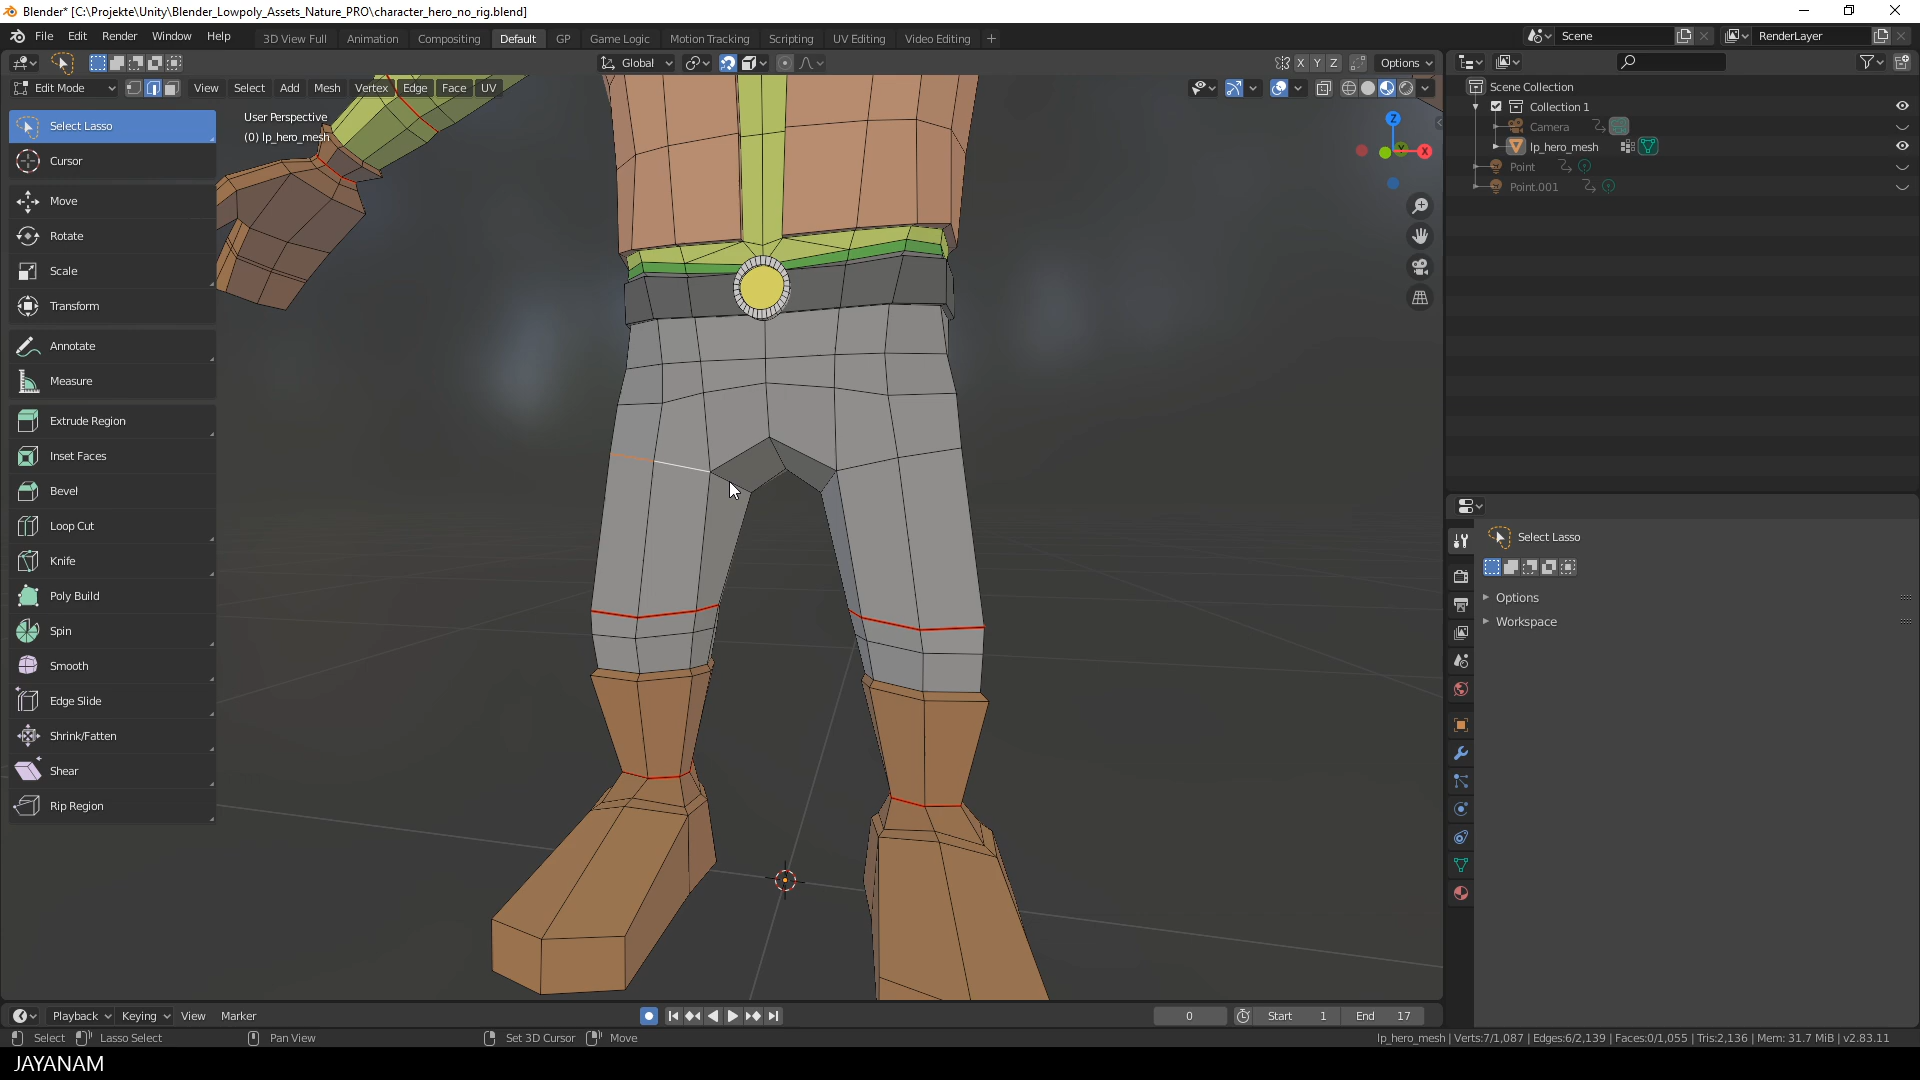 Blender* [C:\Projekte\Unity\Blender_Lowpoly_Assets_Nature_PRO\character_hero_no_rig.blend]
File Edit Render Window Help 3D View Full Animation Compositing Default GP Game Logic Motion Tracking Scripting UV Editing Video Editing + Scene RenderLayer
Global X Y Z Options
Edit Mode View Select Add Mesh Vertex Edge Face UV
Scene Collection
Collection 1
Camera
lp_hero_mesh
Point
Point.001
User Perspective
(0) lp_hero_mesh
Z
Y
X
Select Lasso
Cursor
Move
Rotate
Scale
Transform
Annotate
Measure
Extrude Region
Inset Faces
Bevel
Loop Cut
Knife
Poly Build
Spin
Smooth
Edge Slide
Shrink/Fatten
Shear
Rip Region
Select Lasso
Options
Workspace
Playback Keying View Marker 0 Start 1 End 17
Select Lasso Select Pan View Set 3D Cursor Move lp_hero_mesh | Verts:7/1,087 | Edges:6/2,139 | Faces:0/1,055 | Tris:2,136 | Mem: 31.7 MiB | v2.83.11
JAYANAM